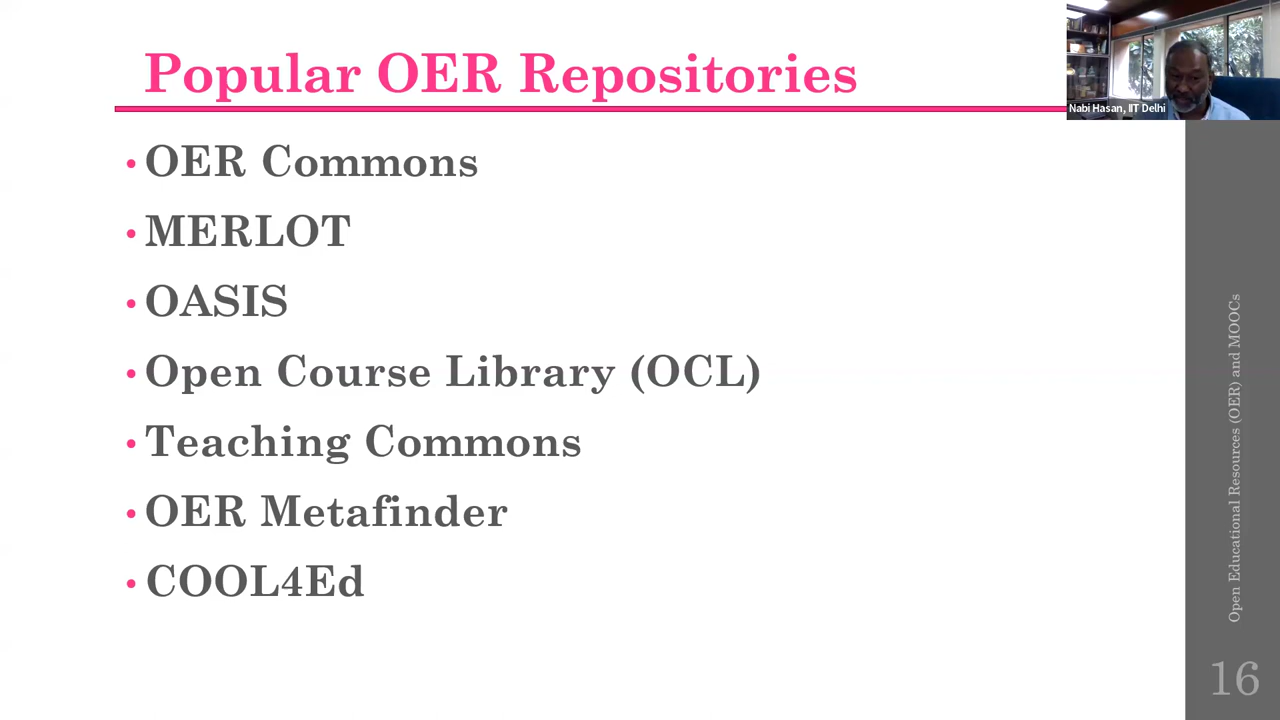 Popular OER Repositories
Nabi Hasan, IIT Delhi
• OER Commons
• MERLOT
• OASIS
• Open Course Library (OCL)
• Teaching Commons
• OER Metafinder
• COOL4Ed
Open Educational Resources (OER) and MOOCs
16